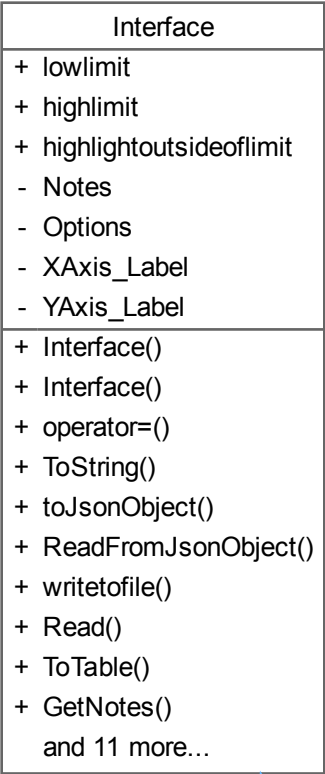 Interface
+ lowlimit
+ highlimit
+ highlightoutsideoflimit
- Notes
- Options
- XAxis_Label
- YAxis_Label
+ Interface()
+ Interface()
+ operator=()
+ ToString()
+ toJsonObject()
+ ReadFromJsonObject()
+ writetofile()
+ Read()
+ ToTable()
+ GetNotes()
and 11 more...